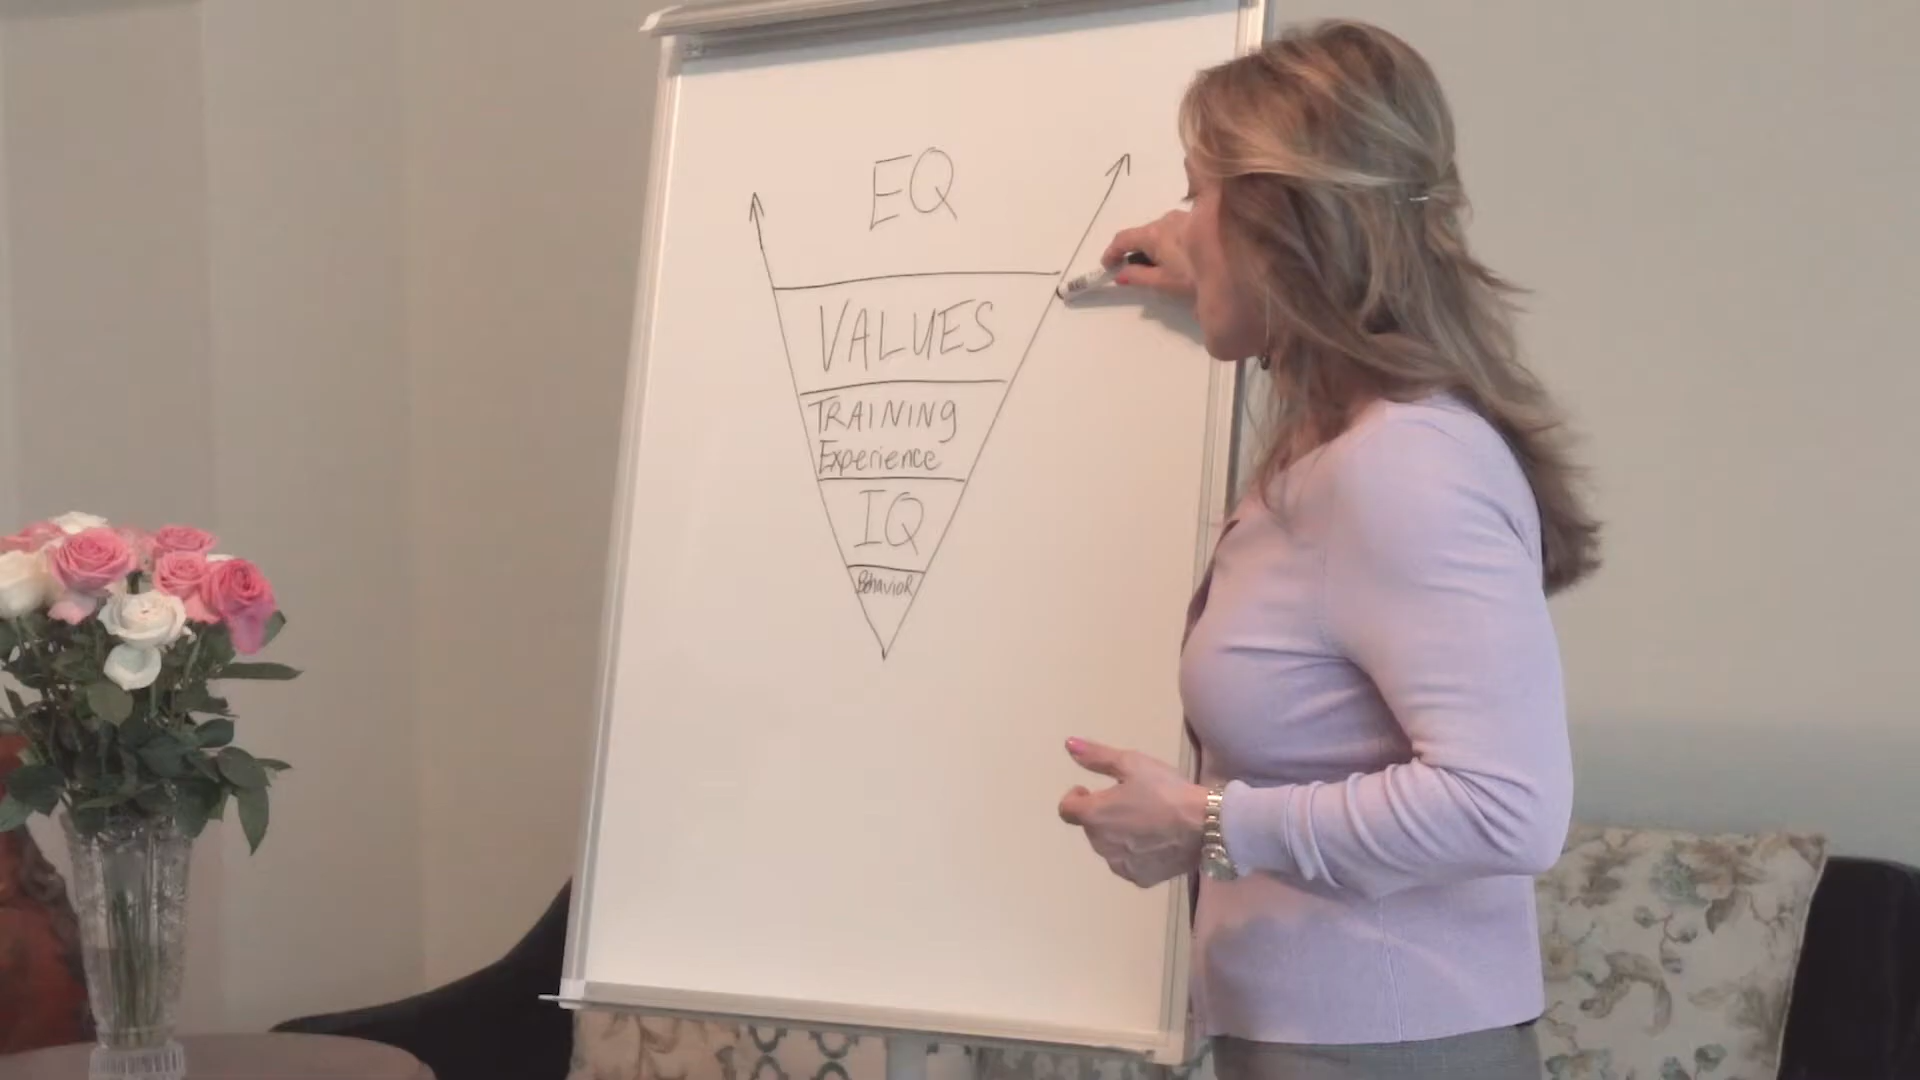 EQ
VALUES
TRAINING
Experience
IQ
Behavior